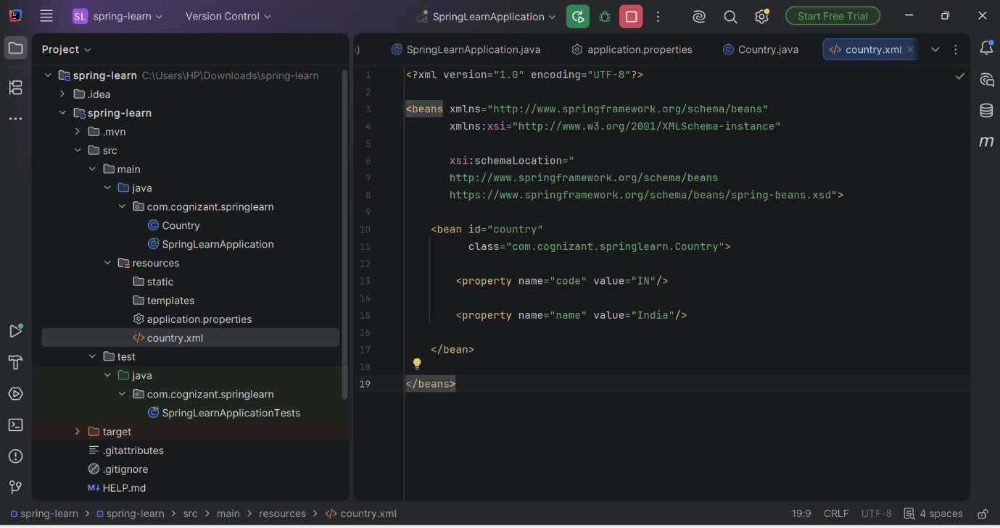 SL spring-learn Version Control SpringLearnApplication Start Free Trial
Project
spring-learn C:\Users\HP\Downloads\spring-learn
.idea
spring-learn
.mvn
src
main
java
com.cognizant.springlearn
Country
SpringLearnApplication
resources
static
templates
application.properties
country.xml
test
java
com.cognizant.springlearn
SpringLearnApplicationTests
target
.gitattributes
.gitignore
M↓ HELP.md
\) SpringLearnApplication.java application.properties Country.java country.xml
1 <?xml version="1.0" encoding="UTF-8"?>
2
3 <beans xmlns="http://www.springframework.org/schema/beans"
4 xmlns:xsi="http://www.w3.org/2001/XMLSchema-instance"
5
6 xsi:schemaLocation="
7 http://www.springframework.org/schema/beans
8 https://www.springframework.org/schema/beans/spring-beans.xsd">
9
10 <bean id="country"
11 class="com.cognizant.springlearn.Country">
12
13 <property name="code" value="IN"/>
14
15 <property name="name" value="India"/>
16
17 </bean>
18
19 </beans>
m
spring-learn > spring-learn > src > main > resources > country.xml 19:9 CRLF UTF-8 4 spaces